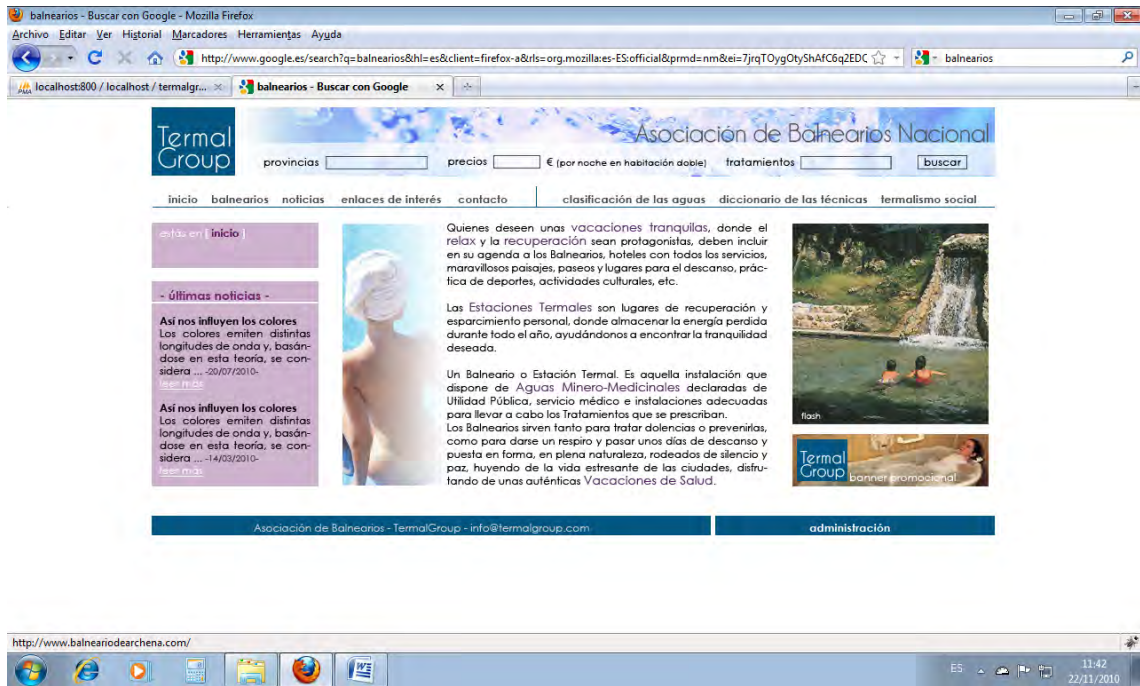 balnearios - Buscar con Google - Mozilla Firefox
Archivo Editar Ver Historial Marcadores Herramientas Ayuda
http://www.google.es/search?q=balnearios&hl=es&client=firefox-a&rls=org.mozilla:es-ES:official&prmd=nm&ei=7jrqTOygOtyShAfC6q2EDC
balnearios
localhost:800 / localhost / termalgr...
balnearios - Buscar con Google
Termal
Group
Asociación de Balnearios Nacional
provincias precios € (por noche en habitación doble) tratamientos buscar
inicio balnearios noticias enlaces de interés contacto clasificación de las aguas diccionario de las técnicas termalismo social
estás en [ inicio ]
- últimas noticias -
Así nos influyen los colores
Los colores emiten distintas
longitudes de onda y, basán-
dose en esta teoría, se con-
sidera ... -20/07/2010-
leer más
Así nos influyen los colores
Los colores emiten distintas
longitudes de onda y, basán-
dose en esta teoría, se con-
sidera ... -14/03/2010-
leer más
Quienes deseen unas vacaciones tranquilas, donde el
relax y la recuperación sean protagonistas, deben incluir
en su agenda a los Balnearios, hoteles con todos los servicios,
maravillosos paisajes, paseos y lugares para el descanso, prác-
tica de deportes, actividades culturales, etc.
Las Estaciones Termales son lugares de recuperación y
esparcimiento personal, donde almacenar la energía perdida
durante todo el año, ayudándonos a encontrar la tranquilidad
deseada.
Un Balneario o Estación Termal. Es aquella instalación que
dispone de Aguas Minero-Medicinales declaradas de
Utilidad Pública, servicio médico e instalaciones adecuadas
para llevar a cabo los Tratamientos que se prescriban.
Los Balnearios sirven tanto para tratar dolencias o prevenirlas,
como para darse un respiro y pasar unos días de descanso y
puesta en forma, en plena naturaleza, rodeados de silencio y
paz, huyendo de la vida estresante de las ciudades, disfru-
tando de unas auténticas Vacaciones de Salud.
flash
Termal
Group
banner promocional
Asociación de Balnearios - TermalGroup - info@termalgroup.com
administración
http://www.balneariodearchena.com/
ES
11:42
22/11/2010